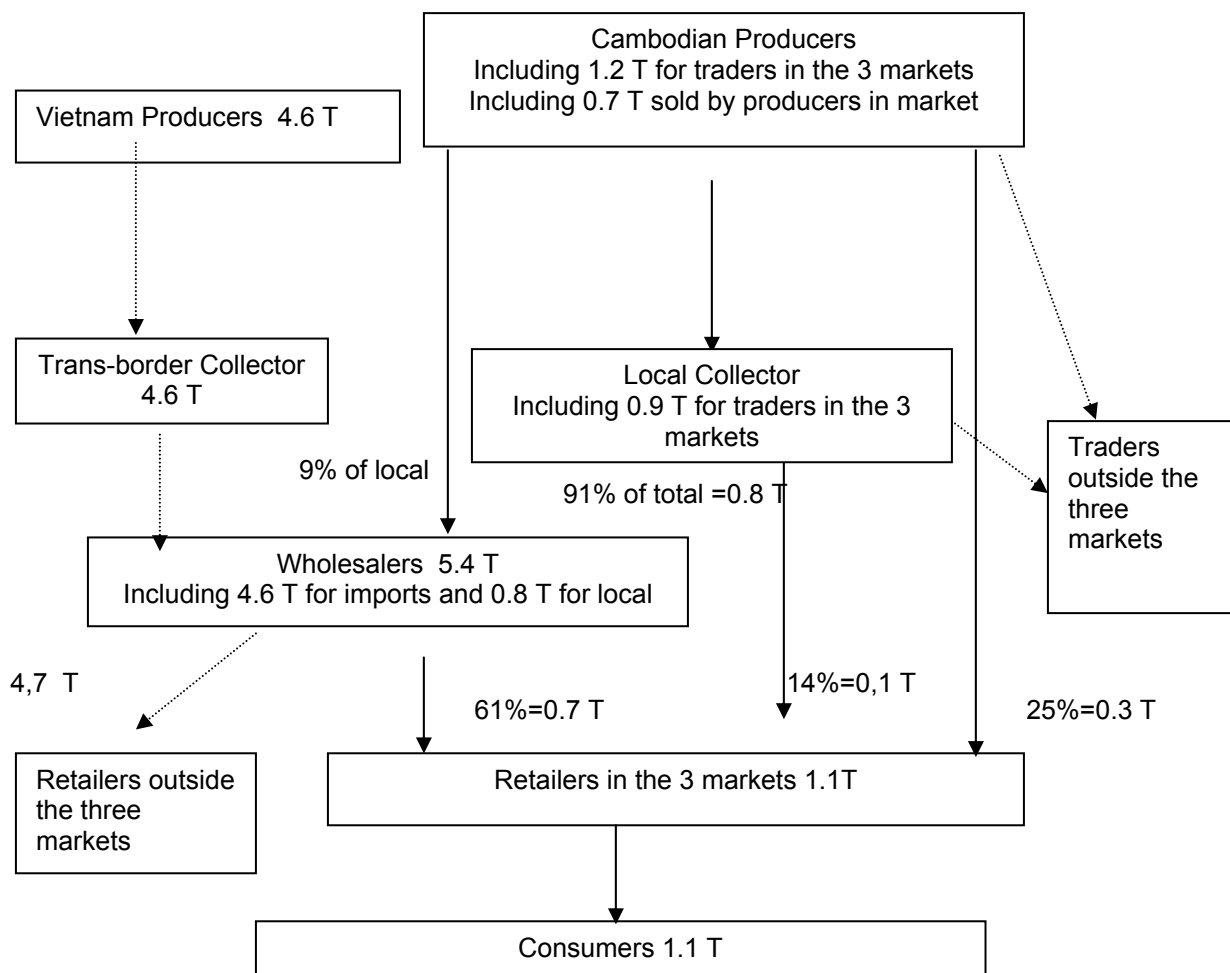 Cambodian Producers
Including 1.2 T for traders in the 3 markets
Including 0.7 T sold by producers in market
Vietnam Producers 4.6 T
Trans-border Collector
4.6 T
Local Collector
Including 0.9 T for traders in the 3
markets
Traders
outside the
three
markets
9% of local
91% of total =0.8 T
Wholesalers 5.4 T
Including 4.6 T for imports and 0.8 T for local
4,7 T
61%=0.7 T
14%=0,1 T
25%=0.3 T
Retailers outside
the three
markets
Retailers in the 3 markets 1.1T
Consumers 1.1 T